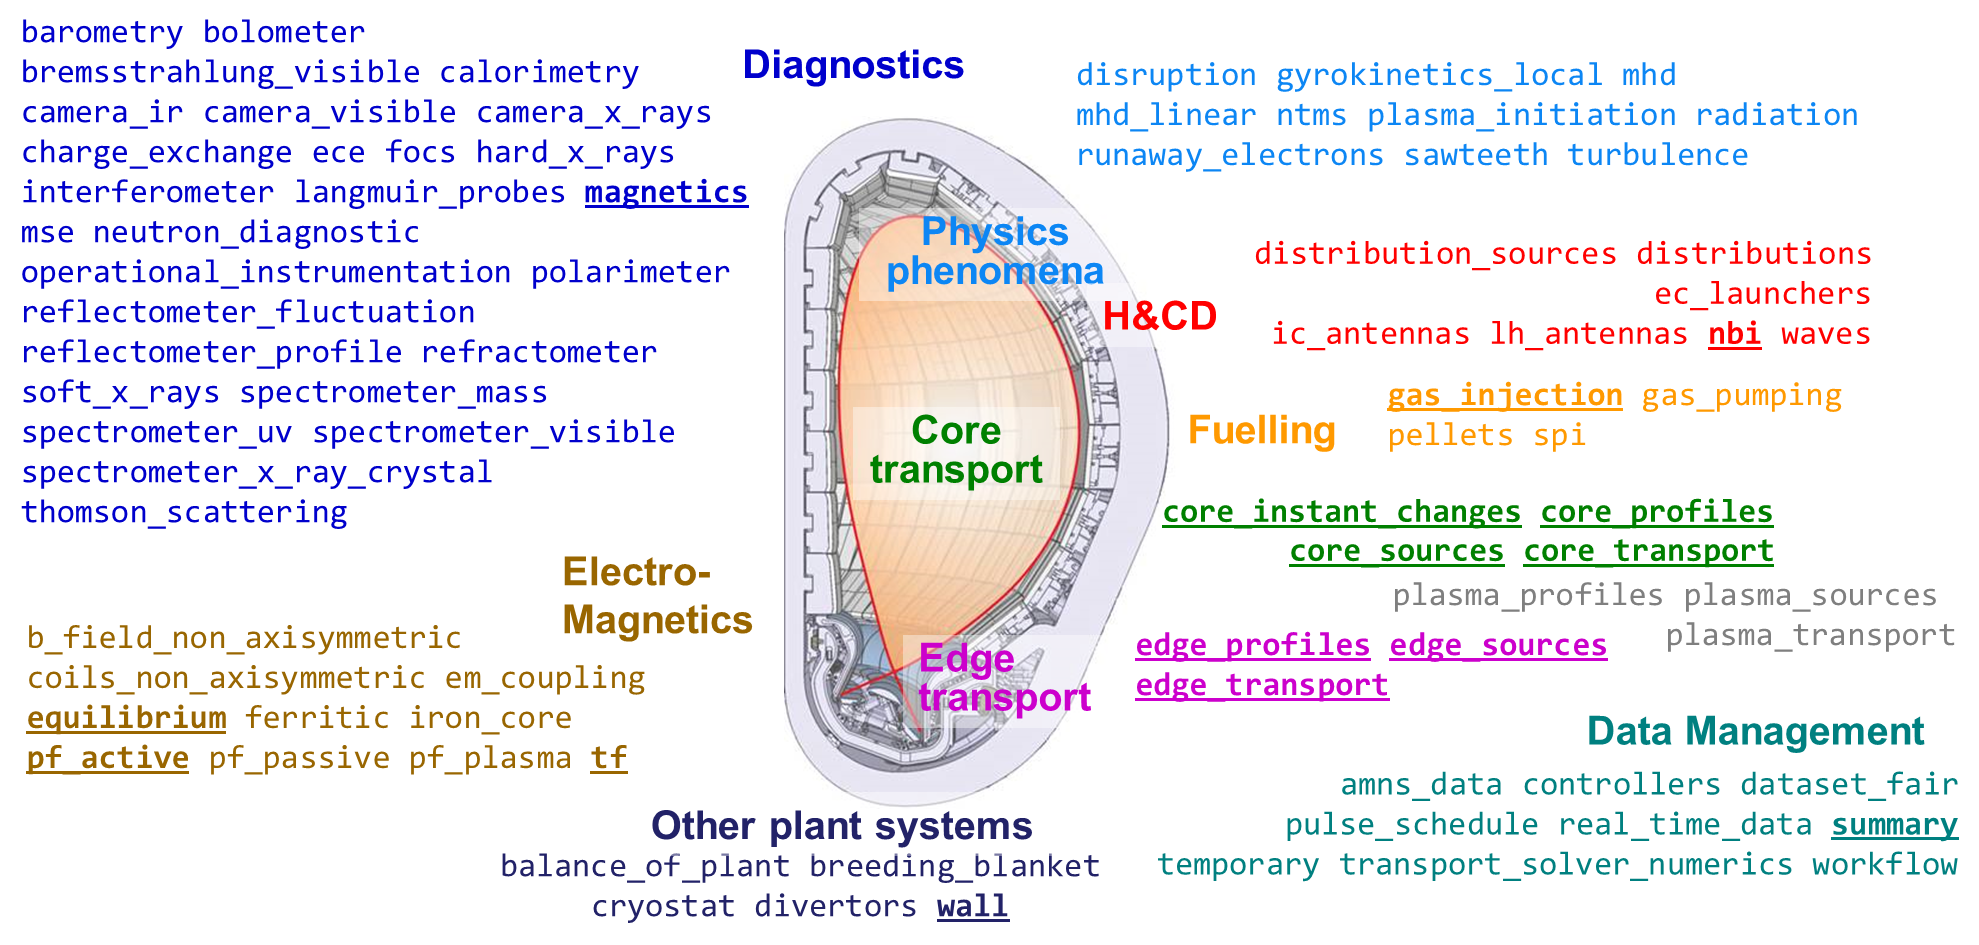 barometry bolometer
bremsstrahlung_visible calorimetry
camera_ir camera_visible camera_x_rays
charge_exchange ece focs hard_x_rays
interferometer langmuir_probes magnetics
mse neutron_diagnostic
operational_instrumentation polarimeter
reflectometer_fluctuation
reflectometer_profile refractometer
soft_x_rays spectrometer_mass
spectrometer_uv spectrometer_visible
spectrometer_x_ray_crystal
thomson_scattering
Diagnostics
disruption gyrokinetics_local mhd
mhd_linear ntms plasma_initiation radiation
runaway_electrons sawteeth turbulence
Physics
phenomena
H&CD
distribution_sources distributions
ec_launchers
ic_antennas lh_antennas nbi waves
Fuelling
gas_injection gas_pumping
pellets spi
Core
transport
core_instant_changes core_profiles
core_sources core_transport
plasma_profiles plasma_sources
plasma_transport
Edge
transport
edge_profiles edge_sources
edge_transport
Electro-
Magnetics
b_field_non_axisymmetric
coils_non_axisymmetric em_coupling
equilibrium ferritic iron_core
pf_active pf_passive pf_plasma tf
Other plant systems
balance_of_plant breeding_blanket
cryostat divertors wall
Data Management
amns_data controllers dataset_fair
pulse_schedule real_time_data summary
temporary transport_solver_numerics workflow